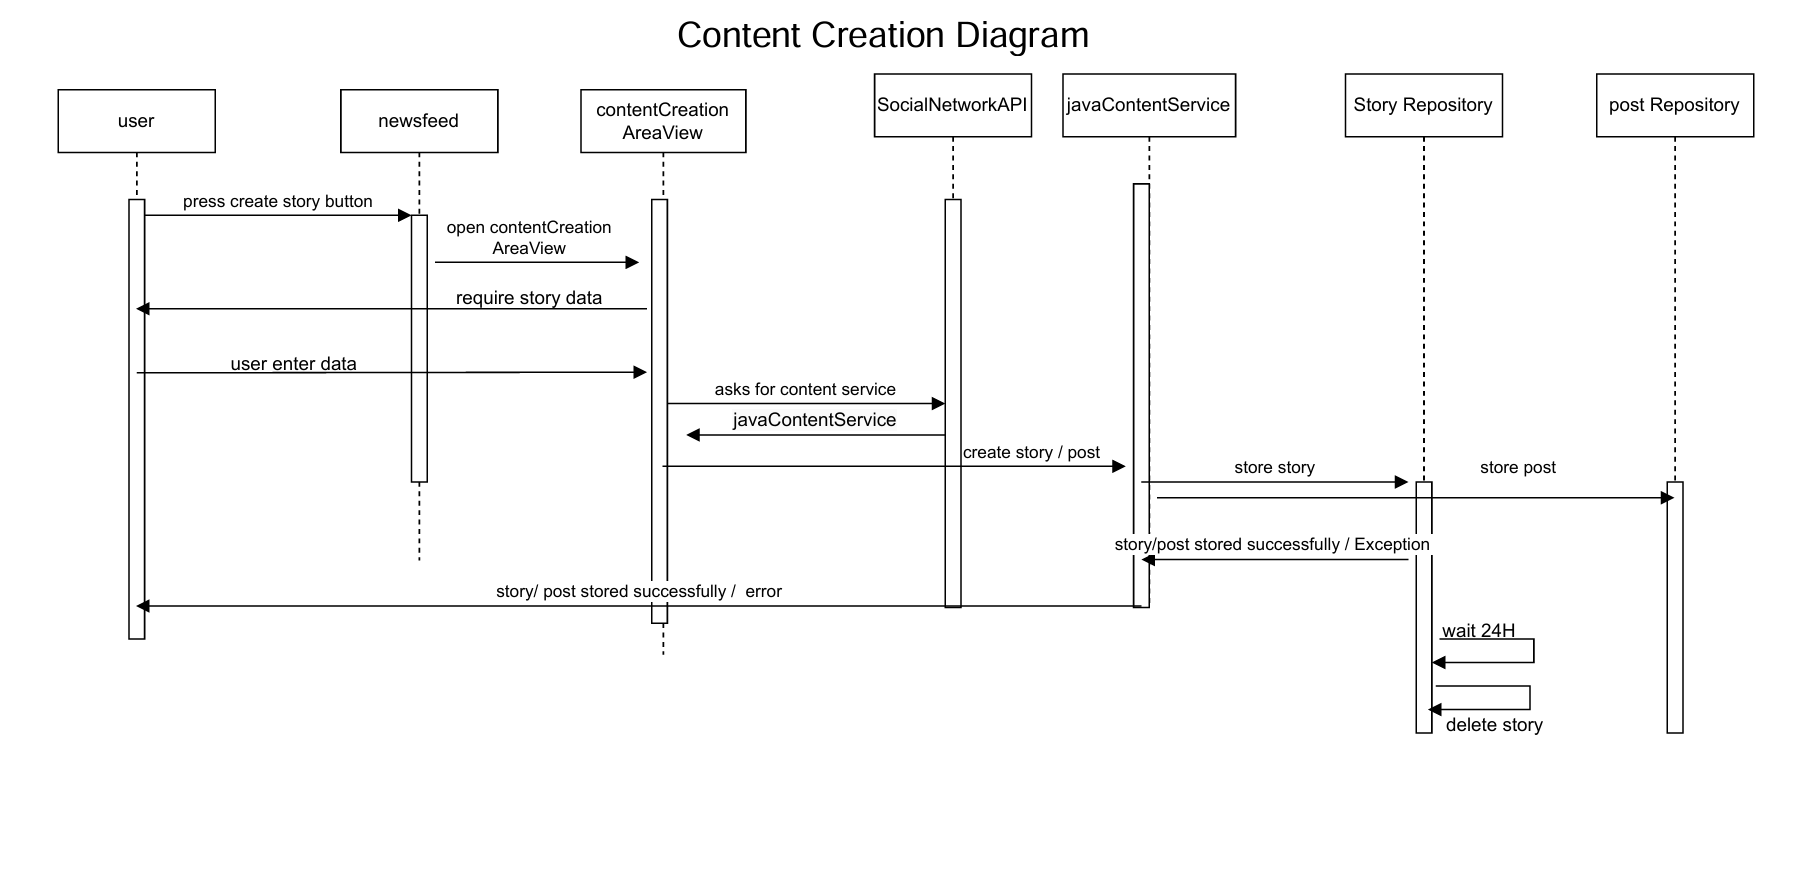 Content Creation Diagram
user
newsfeed
contentCreation
AreaView
SocialNetworkAPI
javaContentService
Story Repository
post Repository
press create story button
open contentCreation
AreaView
require story data
user enter data
asks for content service
javaContentService
create story / post
store story
store post
story/post stored successfully / Exception
story/ post stored successfully /  error
wait 24H
delete story